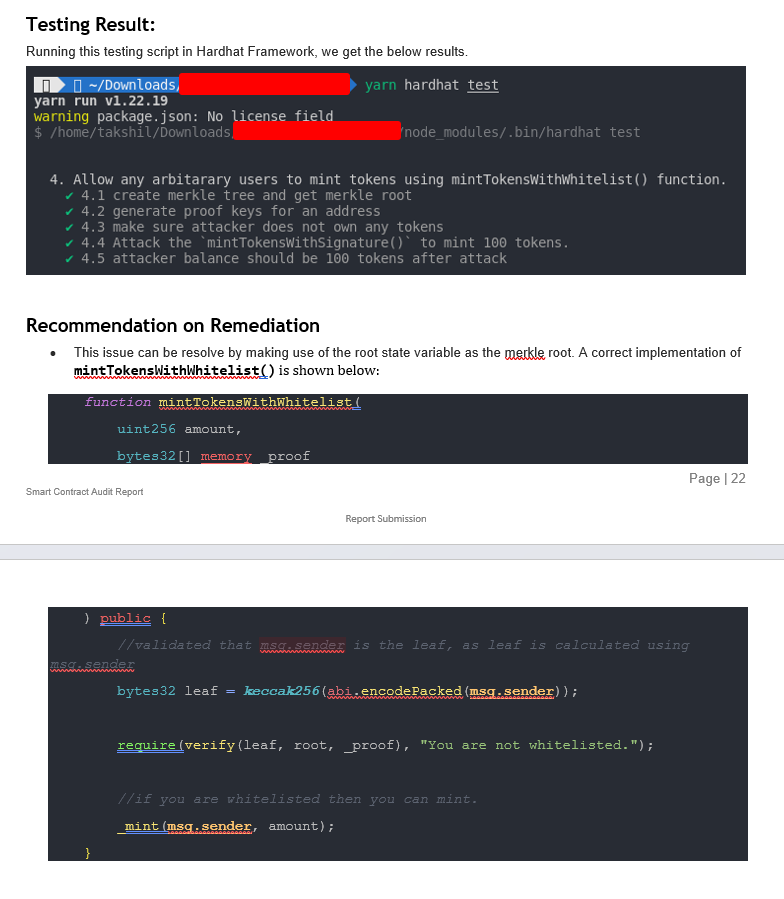 Testing Result:
Running this testing script in Hardhat Framework, we get the below results.
~/Downloads/ yarn hardhat test
yarn run v1.22.19
warning package.json: No license field
$ /home/takshil/Downloads/ /node_modules/.bin/hardhat test
4. Allow any arbitarary users to mint tokens using mintTokensWithWhitelist() function.
✔ 4.1 create merkle tree and get merkle root
✔ 4.2 generate proof keys for an address
✔ 4.3 make sure attacker does not own any tokens
✔ 4.4 Attack the `mintTokensWithSignature()` to mint 100 tokens.
✔ 4.5 attacker balance should be 100 tokens after attack
Recommendation on Remediation
• This issue can be resolve by making use of the root state variable as the merkle root. A correct implementation of
mintTokensWithWhitelist() is shown below:
function mintTokensWithWhitelist(
uint256 amount,
bytes32[] memory _proof
Page | 22
Smart Contract Audit Report
Report Submission
) public {
//validated that msg.sender is the leaf, as leaf is calculated using
msg.sender
bytes32 leaf = keccak256(abi.encodePacked(msg.sender));
require(verify(leaf, root, _proof), "You are not whitelisted.");
//if you are whitelisted then you can mint.
_mint(msg.sender, amount);
}